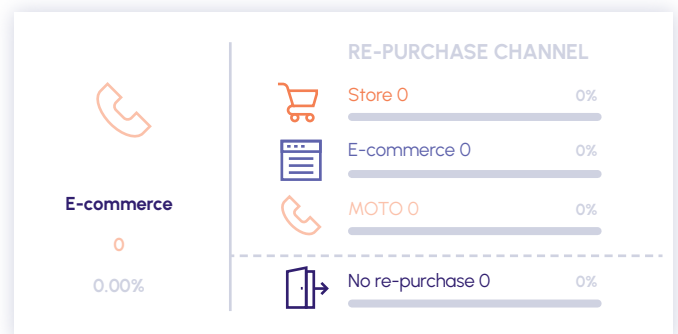 RE-PURCHASE CHANNEL
Store 0 0%
E-commerce 0 0%
MOTO 0 0%
No re-purchase 0 0%
E-commerce
0
0.00%